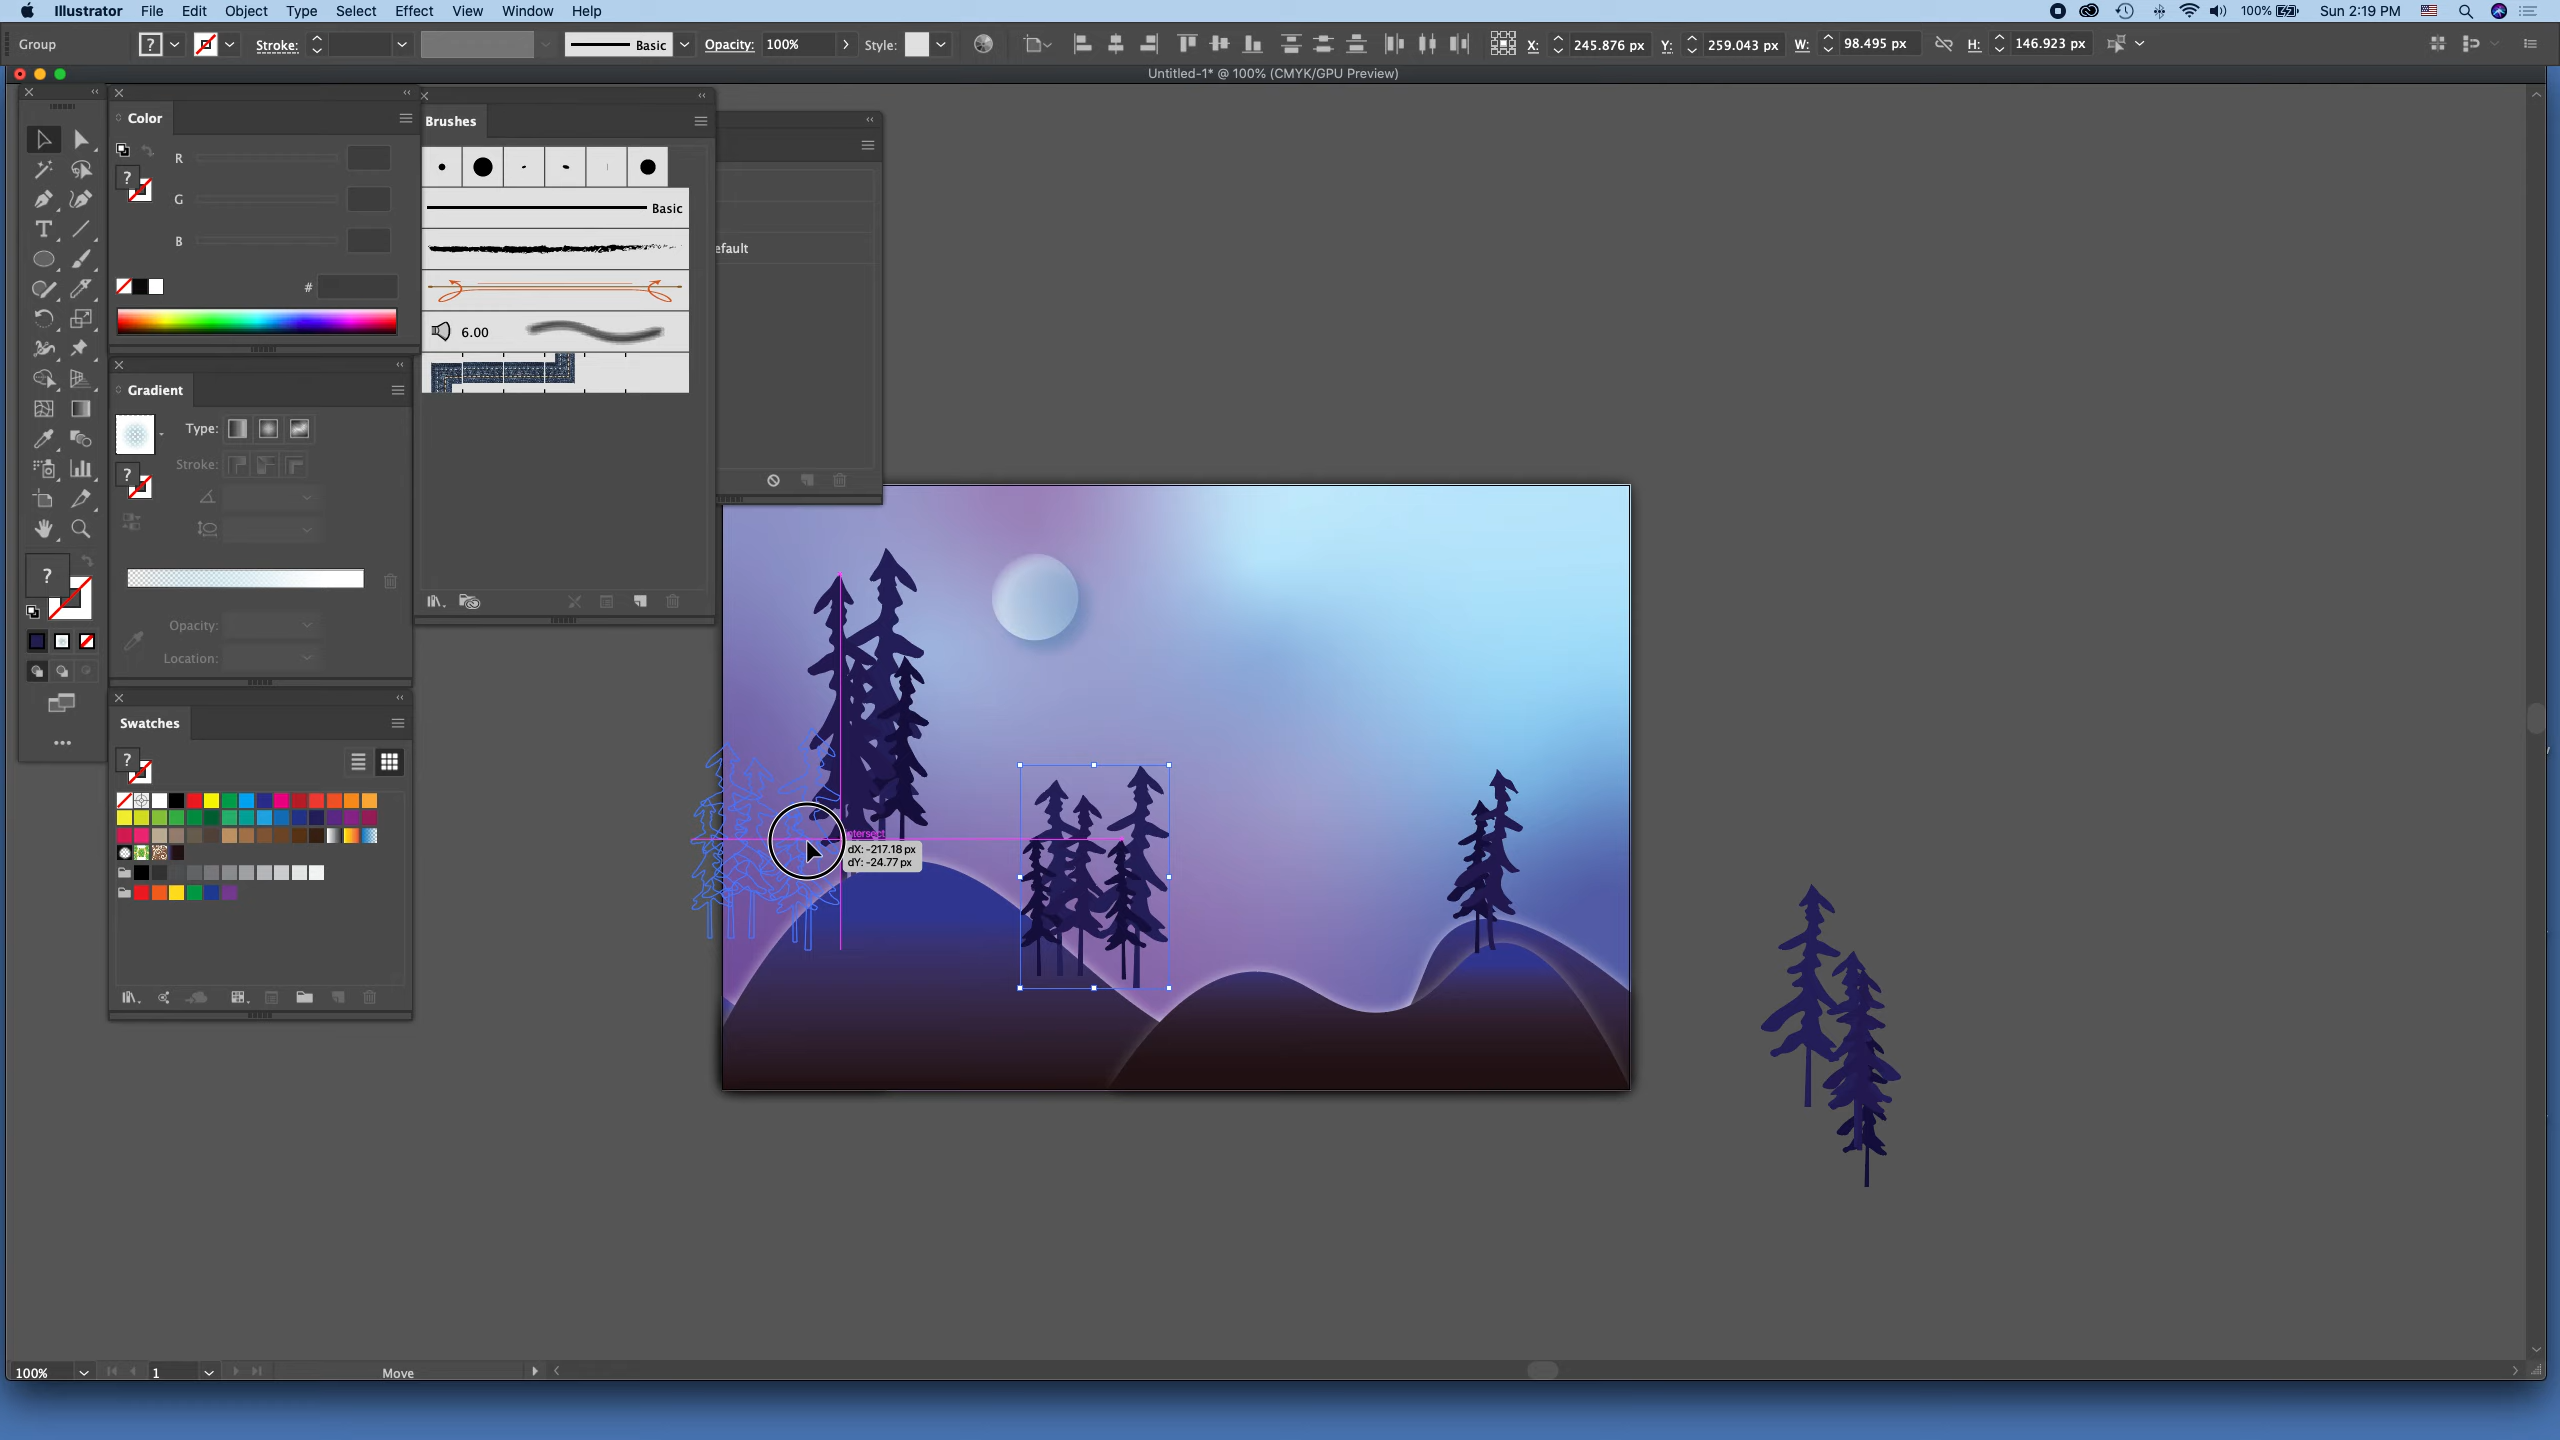 Illustrator File Edit Object Type Select Effect View Window Help 100% Sun 2:19 PM
Group ? Stroke: Basic Opacity: 100% Style: X: 245.876 px Y: 259.043 px W: 98.495 px H: 146.923 px
Untitled-1* @ 100% (CMYK/GPU Preview)
Color
R
?
G
B
#
Brushes
Basic
6.00
efault
Gradient
Type:
Stroke:
?
Opacity:
Location:
T
?
Swatches
?
ntersect
dX: -217.18 px
dY: -24.77 px
100% 1 Move